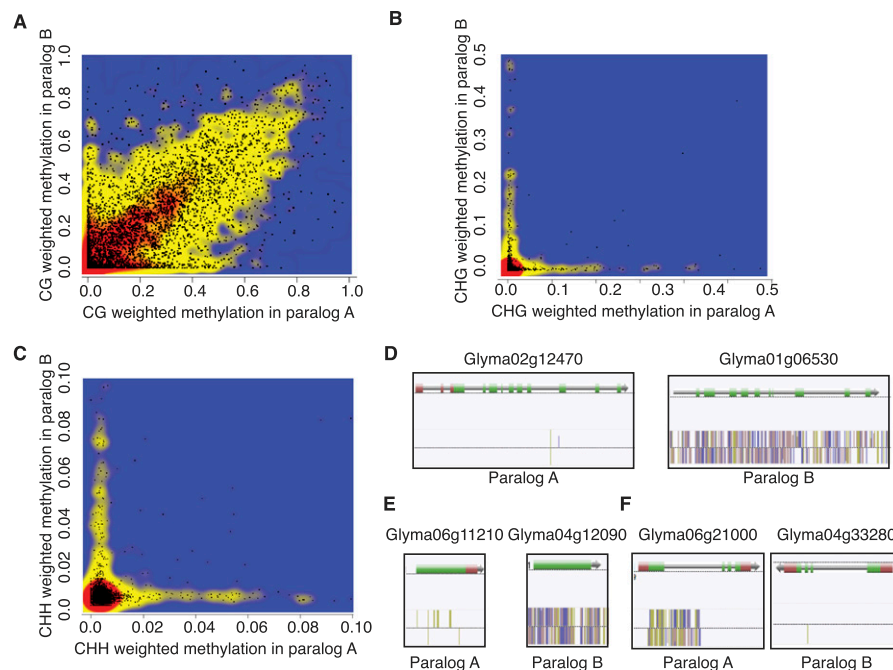 A
CG weighted methylation in paralog B
0.0 0.2 0.4 0.6 0.8 1.0
0.0 0.2 0.4 0.6 0.8 1.0
CG weighted methylation in paralog A
B
CHG weighted methylation in paralog B
0.0 0.1 0.2 0.3 0.4 0.5
0.0 0.1 0.2 0.3 0.4 0.5
CHG weighted methylation in paralog A
C
CHH weighted methylation in paralog B
0.0 0.02 0.04 0.06 0.08 0.10
0.0 0.02 0.04 0.06 0.08 0.10
CHH weighted methylation in paralog A
D
Glyma02g12470
Paralog A
Glyma01g06530
Paralog B
E
Glyma06g11210
Paralog A
Glyma04g12090
Paralog B
F
Glyma06g21000
Paralog A
Glyma04g33280
Paralog B